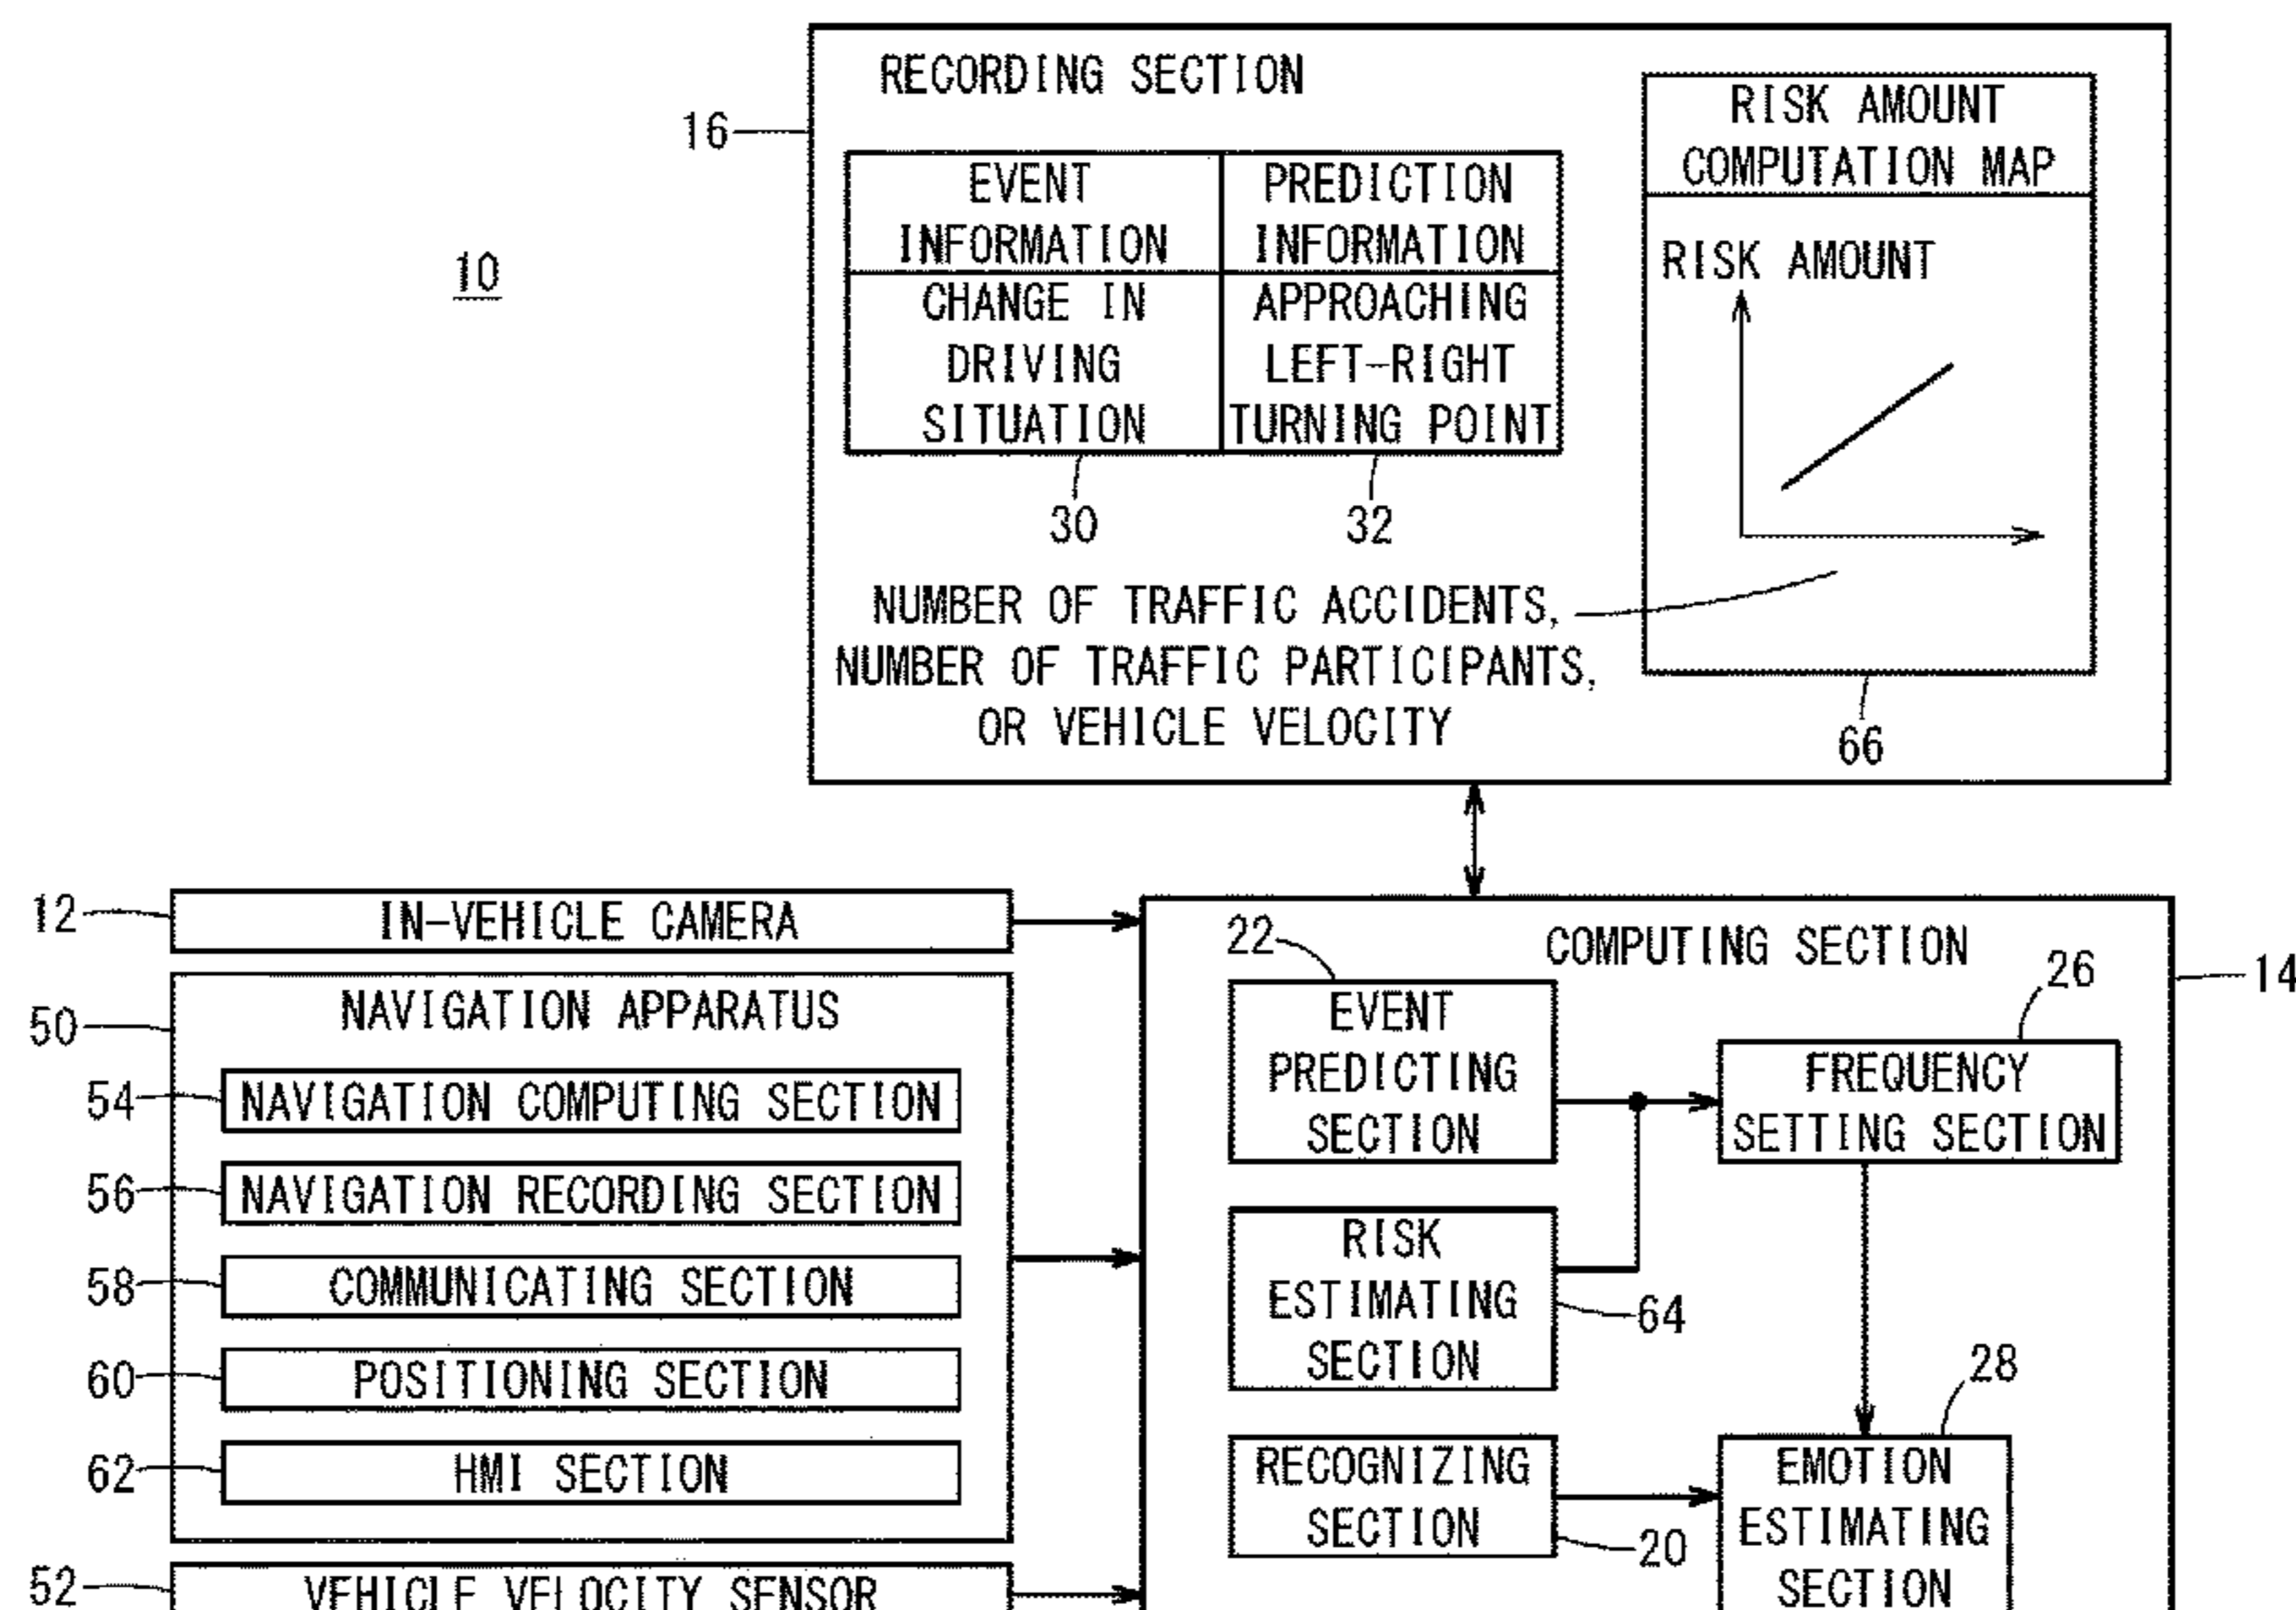 RECORDING SECTION
16
10
EVENT
INFORMATION
PREDICTION
INFORMATION
CHANGE IN
DRIVING
SITUATION
APPROACHING
LEFT-RIGHT
TURNING POINT
30
32
RISK AMOUNT
COMPUTATION MAP
RISK AMOUNT
NUMBER OF TRAFFIC ACCIDENTS,
NUMBER OF TRAFFIC PARTICIPANTS,
OR VEHICLE VELOCITY
66
12
IN-VEHICLE CAMERA
50
NAVIGATION APPARATUS
54
NAVIGATION COMPUTING SECTION
56
NAVIGATION RECORDING SECTION
58
COMMUNICATING SECTION
60
POSITIONING SECTION
62
HMI SECTION
52
VEHICLE VELOCITY SENSOR
COMPUTING SECTION
14
22
EVENT
PREDICTING
SECTION
26
FREQUENCY
SETTING SECTION
RISK
ESTIMATING
SECTION
64
RECOGNIZING
SECTION
20
28
EMOTION
ESTIMATING
SECTION